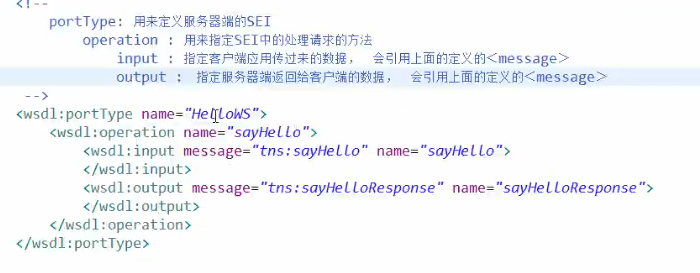 <!--
portType: 用来定义服务器端的SEI
operation : 用来指定SEI中的处理请求的方法
input : 指定客户端应用传过来的数据， 会引用上面的定义的<message>
output : 指定服务器端返回给客户端的数据， 会引用上面的定义的<message>
-->
<wsdl:portType name="HelloWS">
<wsdl:operation name="sayHello">
<wsdl:input message="tns:sayHello" name="sayHello">
</wsdl:input>
<wsdl:output message="tns:sayHelloResponse" name="sayHelloResponse">
</wsdl:output>
</wsdl:operation>
</wsdl:portType>